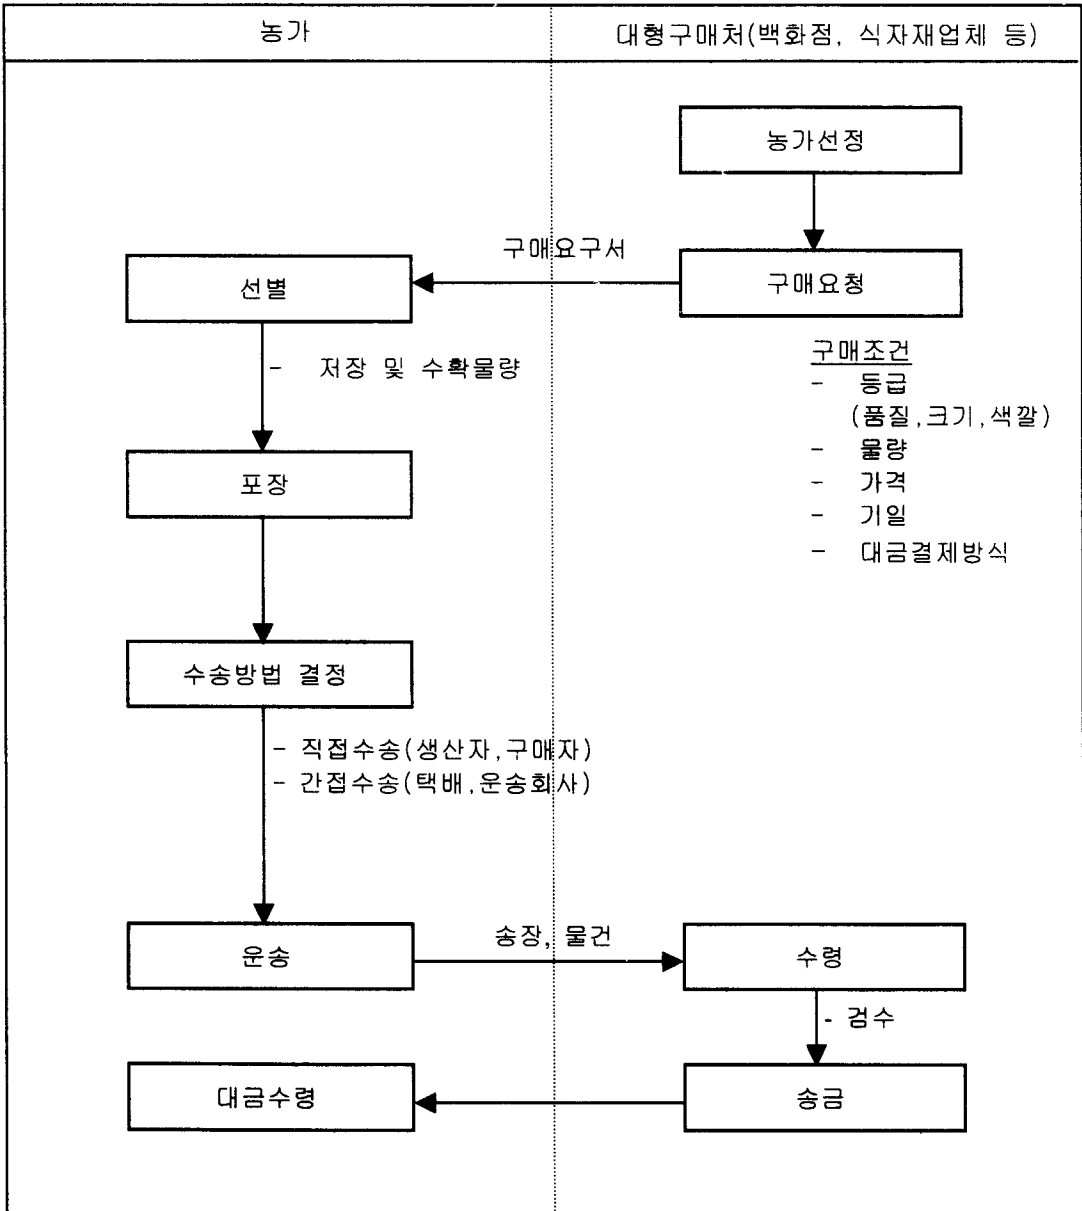 농가
대형구매처(백화점, 식자재업체 등)
농가선정
구매요구서
선별
구매요청
- 저장 및 수확물량
구매조건
- 등급
(품질,크기,색깔)
- 물량
- 가격
- 기일
- 대금결제방식
포장
수송방법 결정
- 직접수송(생산자,구매자)
- 간접수송(택배,운송회사)
송장, 물건
운송
수령
- 검수
대금수령
송금